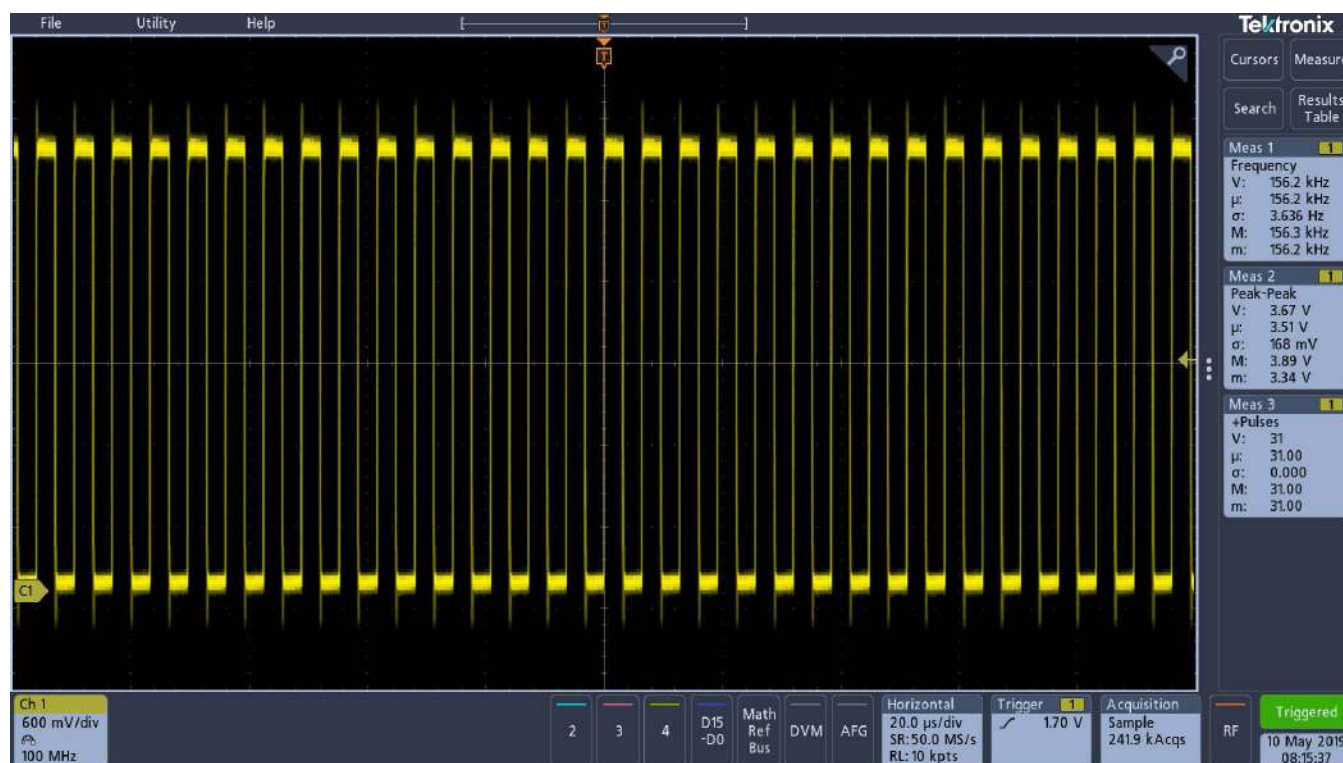 File Utility Help
Tektronix
T
T
Cursors Measure
Search Results Table
Meas 1 1
Frequency
V: 156.2 kHz
μ: 156.2 kHz
σ: 3.636 Hz
M: 156.3 kHz
m: 156.2 kHz
Meas 2 1
Peak-Peak
V: 3.67 V
μ: 3.51 V
σ: 168 mV
M: 3.89 V
m: 3.34 V
Meas 3 1
+Pulses
V: 31
μ: 31.00
σ: 0.000
M: 31.00
m: 31.00
C1
Ch 1
600 mV/div
100 MHz
2
3
4
D15
-D0
Math
Ref
Bus
DVM
AFG
Horizontal
20.0 μs/div
SR: 50.0 MS/s
RL: 10 kpts
Trigger 1
1.70 V
Acquisition
Sample
241.9 kAcqs
RF
Triggered
10 May 2019
08:15:37